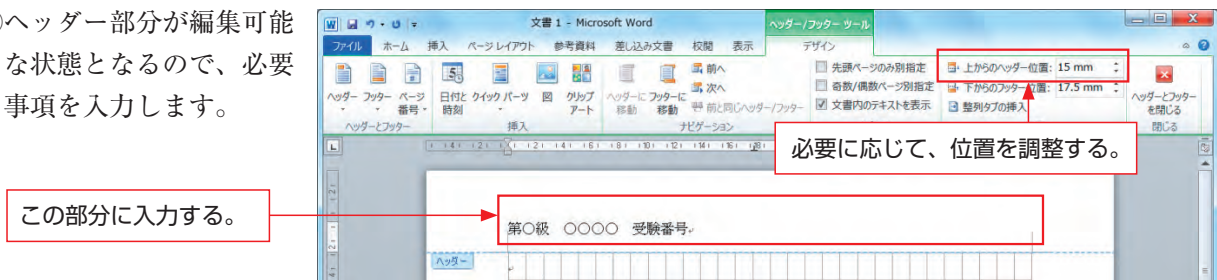 ヘッダー部分が編集可能
な状態となるので、必要
事項を入力します。
この部分に入力する。
文書 1 - Microsoft Word
ヘッダー/フッター ツール
ファイル ホーム 挿入 ページ レイアウト 参考資料 差し込み文書 校閲 表示 デザイン
ヘッダー フッター ページ番号
ヘッダーとフッター
日付と時刻 クイック パーツ 図 クリップアート
挿入
ヘッダーに移動 フッターに移動
前へ
次へ
前と同じヘッダー/フッター
ナビゲーション
先頭ページのみ別指定
奇数/偶数ページ別指定
文書内のテキストを表示
上からのヘッダー位置: 15 mm
下からのフッター位置: 17.5 mm
整列タブの挿入
ヘッダーとフッターを閉じる
閉じる
必要に応じて、位置を調整する。
第○級 ○○○○ 受験番号
ヘッダー